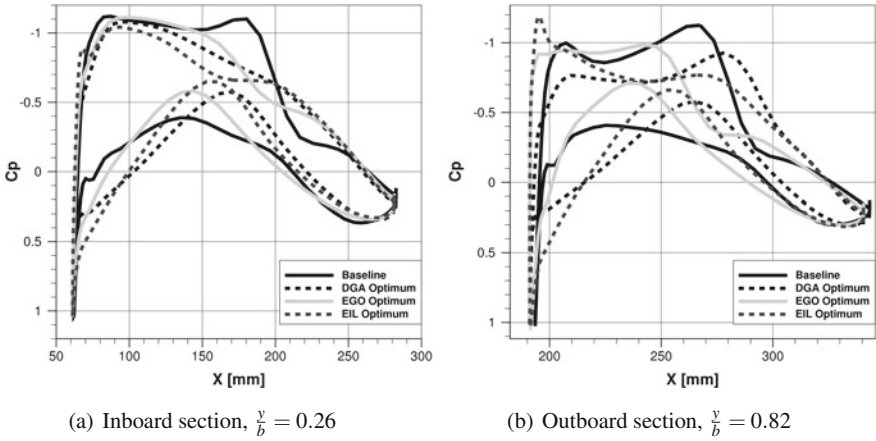 -1
-0.5
0
0.5
1
Cp
50 100 150 200 250 300
X [mm]
Baseline
DGA Optimum
EGO Optimum
EIL Optimum
(a) Inboard section, y/b = 0.26
-1
-0.5
0
0.5
1
Cp
200 250 300
X [mm]
Baseline
DGA Optimum
EGO Optimum
EIL Optimum
(b) Outboard section, y/b = 0.82